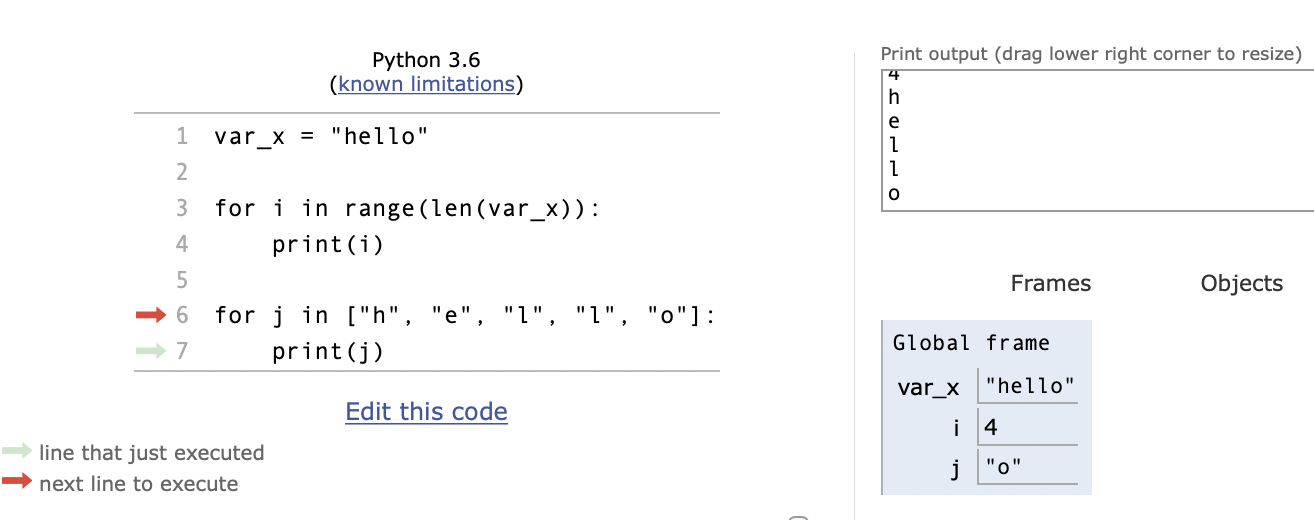 Python 3.6
(known limitations)
1 var_x = "hello"
2
3 for i in range(len(var_x)):
4     print(i)
5
6 for j in ["h", "e", "l", "l", "o"]:
7     print(j)
Edit this code
line that just executed
next line to execute
Print output (drag lower right corner to resize)
4
h
e
l
l
o
Frames Objects
Global frame
var_x "hello"
i 4
j "o"